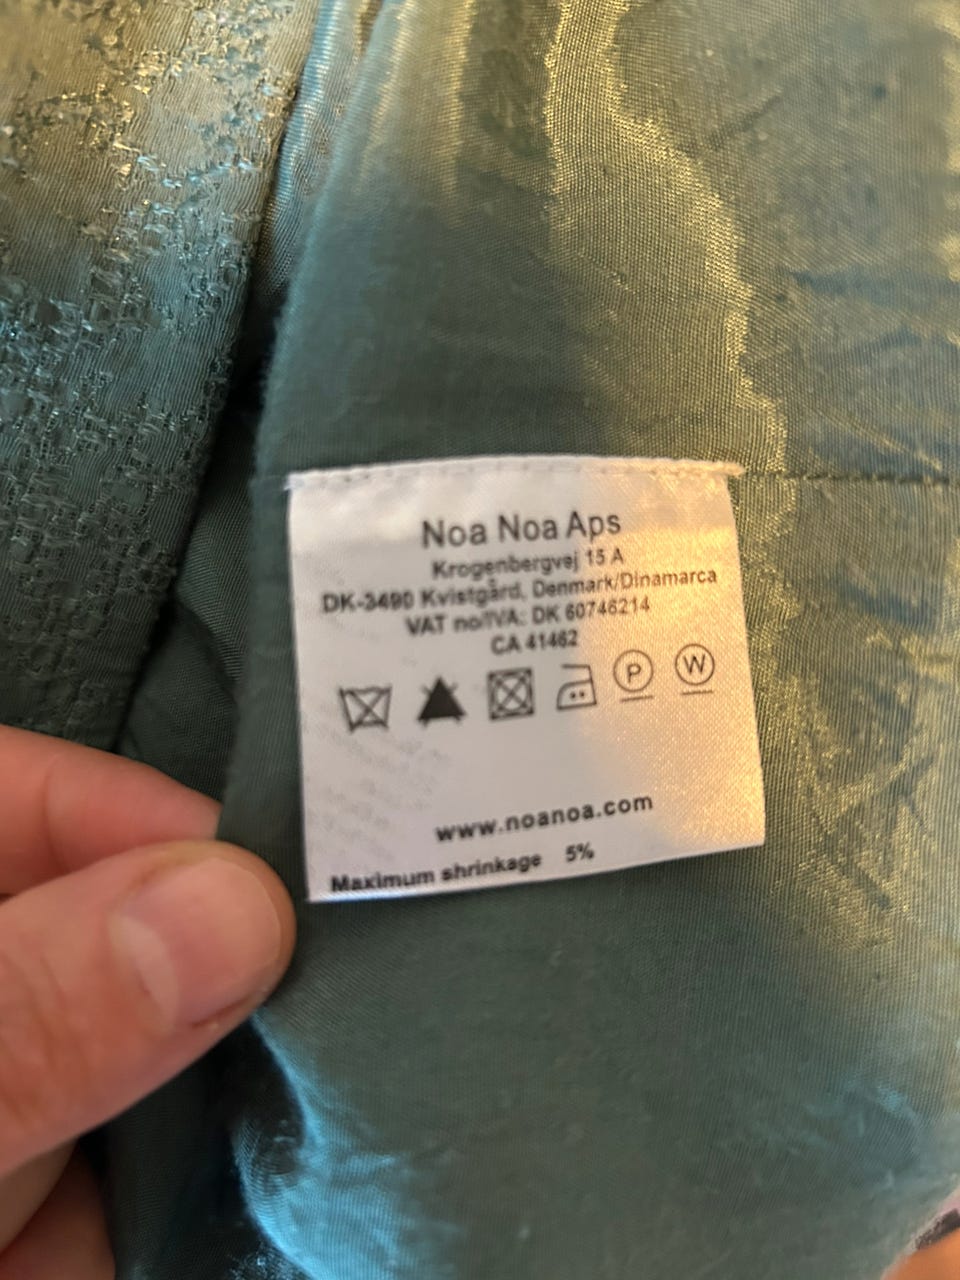 Noa Noa Aps
Krogenbergvej 15 A
DK-3490 Kvistgård, Denmark/Dinamarca
VAT no/IVA: DK 60746214
CA 41462
P W
www.noanoa.com
Maximum shrinkage 5%